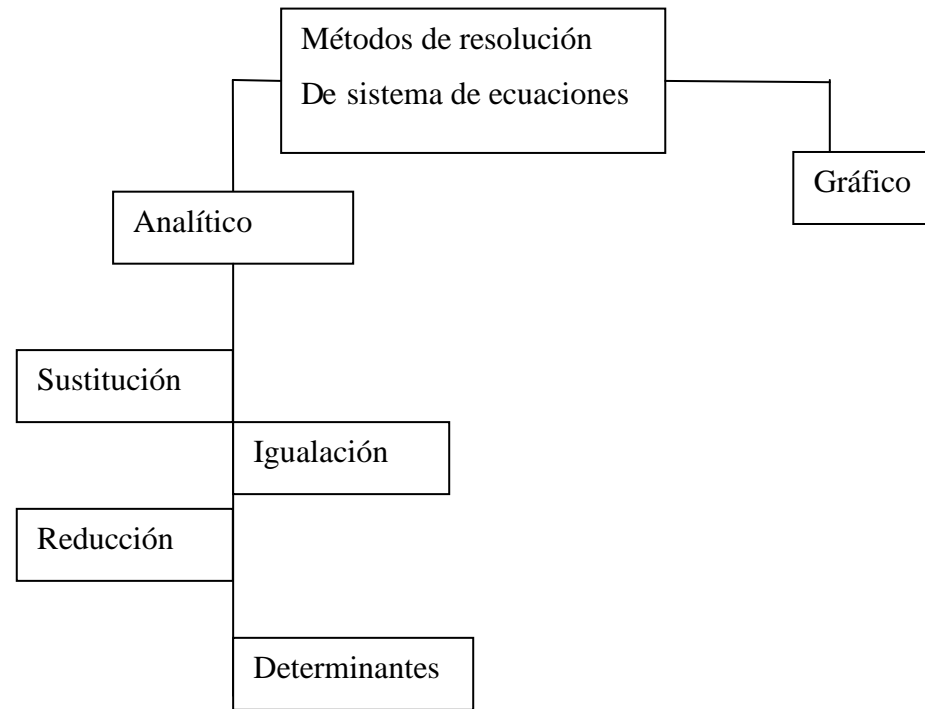 Métodos de resolución
De sistema de ecuaciones
Gráfico
Analítico
Sustitución
Igualación
Reducción
Determinantes